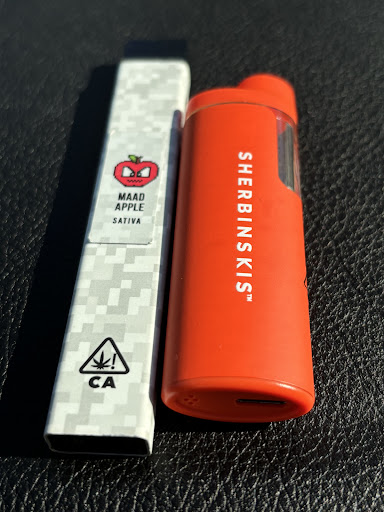 MAAD
APPLE
SATIVA
!
CA
SHERBINSKIS™